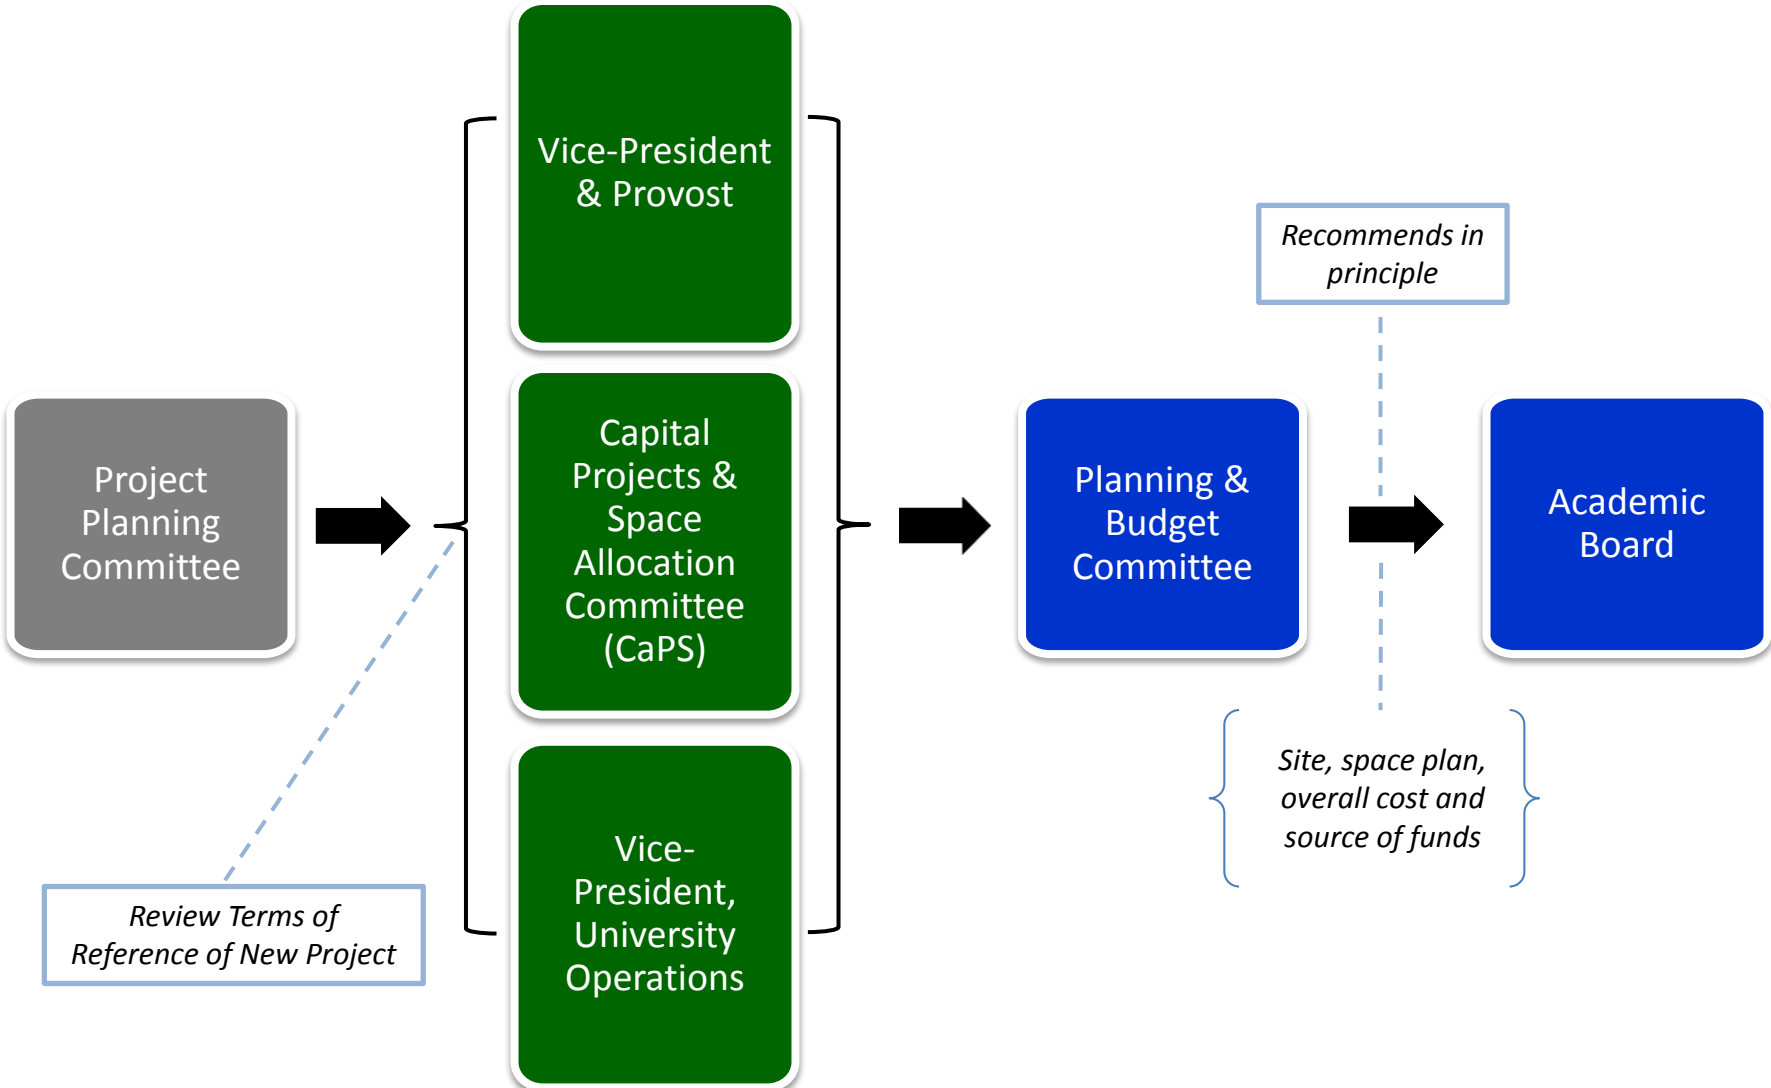 Project
Planning
Committee
Review Terms of
Reference of New Project
Vice-President
& Provost
Capital
Projects &
Space
Allocation
Committee
(CaPS)
Vice-
President,
University
Operations
Planning &
Budget
Committee
Recommends in
principle
Site, space plan,
overall cost and
source of funds
Academic
Board